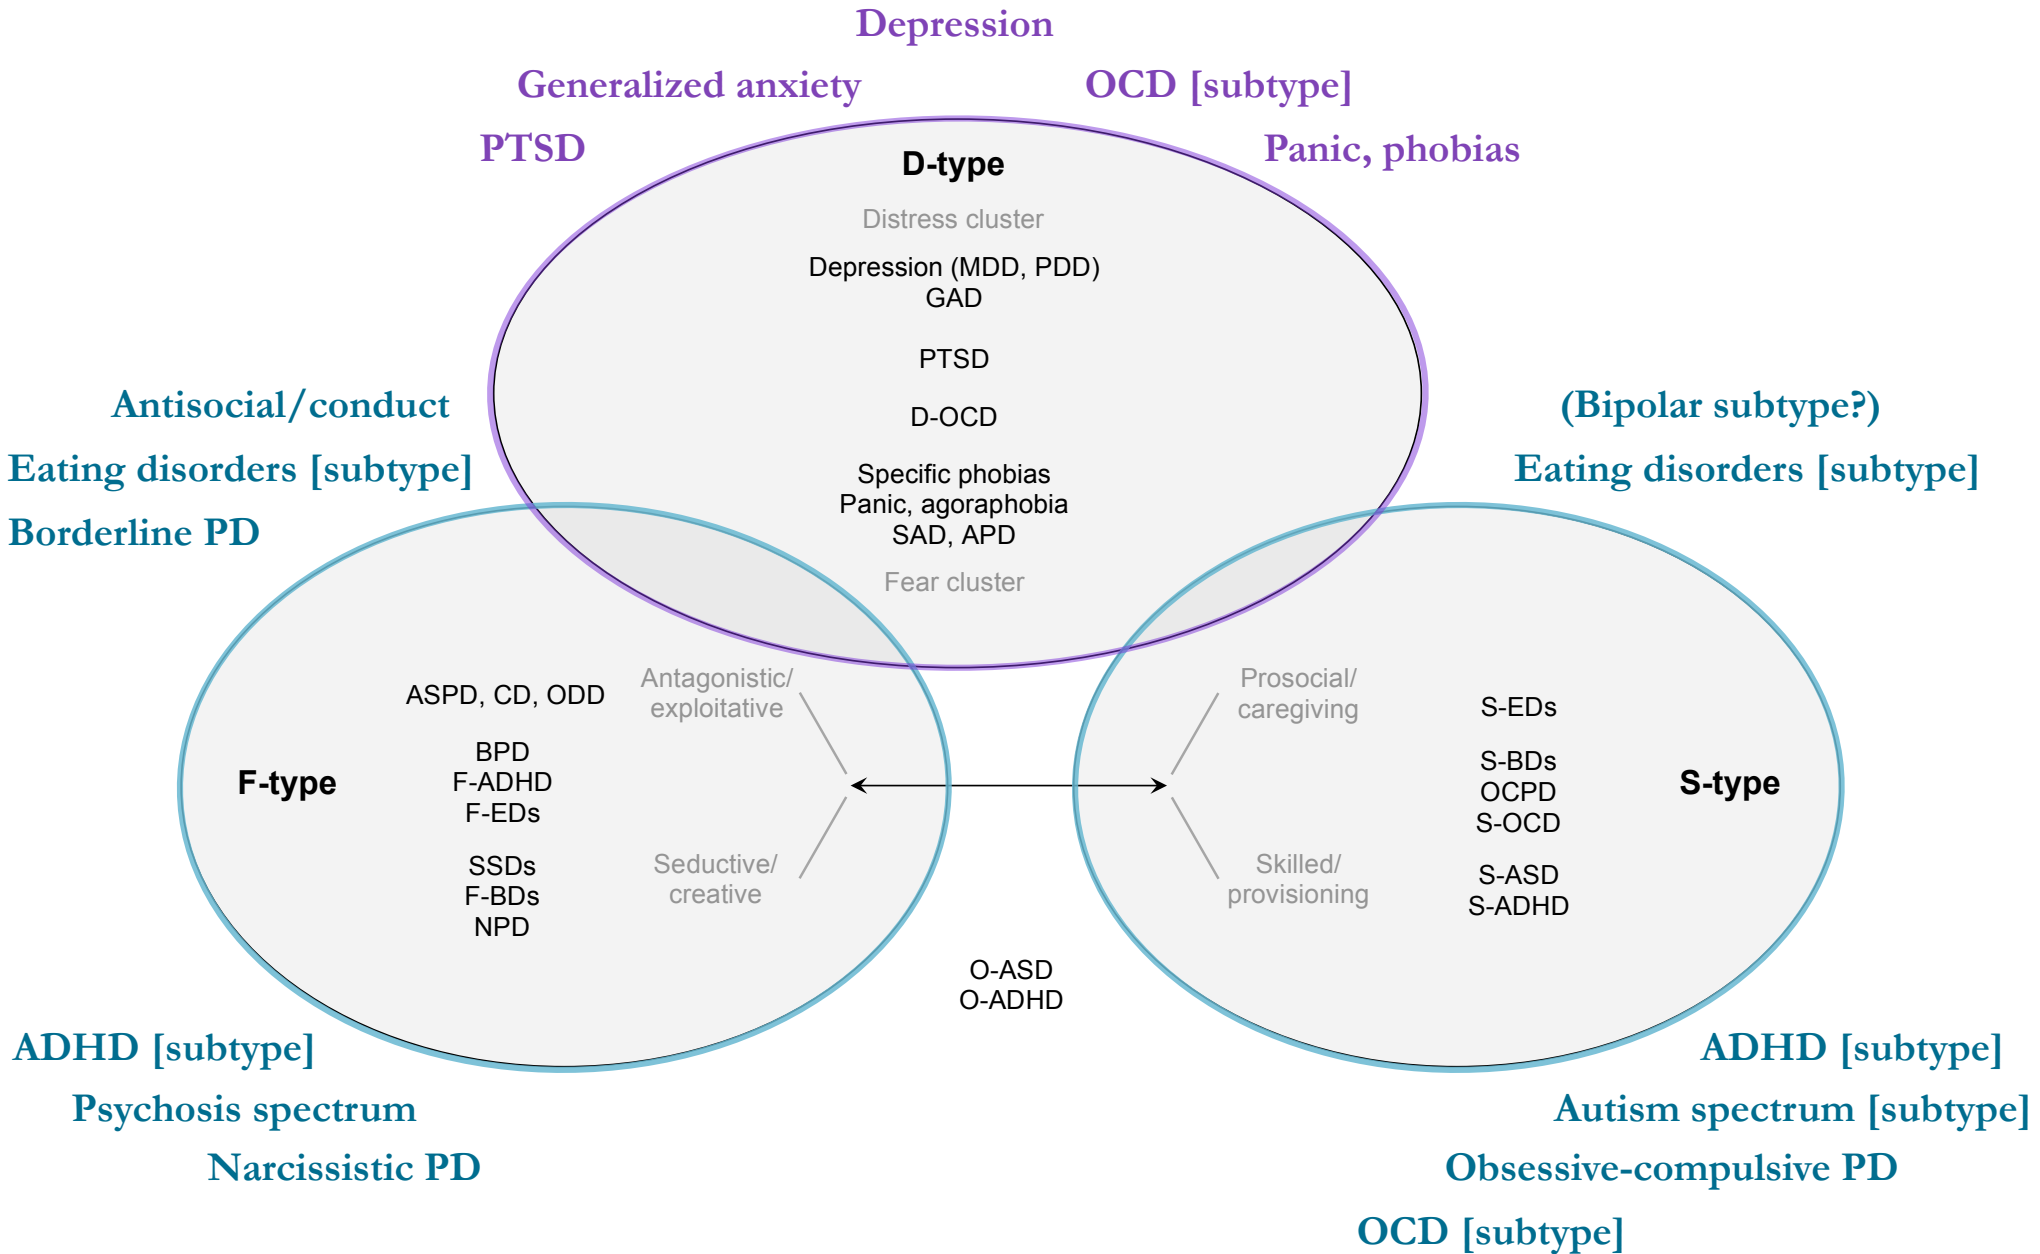 Depression
Generalized anxiety
OCD [subtype]
PTSD
Panic, phobias
D-type
Distress cluster
Depression (MDD, PDD)
GAD
PTSD
D-OCD
Specific phobias
Panic, agoraphobia
SAD, APD
Fear cluster
Antisocial/conduct
Eating disorders [subtype]
Borderline PD
(Bipolar subtype?)
Eating disorders [subtype]
F-type
ASPD, CD, ODD
BPD
F-ADHD
F-EDs
SSDs
F-BDs
NPD
Antagonistic/
exploitative
Seductive/
creative
Prosocial/
caregiving
Skilled/
provisioning
S-EDs
S-BDs
OCPD
S-OCD
S-ASD
S-ADHD
S-type
O-ASD
O-ADHD
ADHD [subtype]
Psychosis spectrum
Narcissistic PD
ADHD [subtype]
Autism spectrum [subtype]
Obsessive-compulsive PD
OCD [subtype]